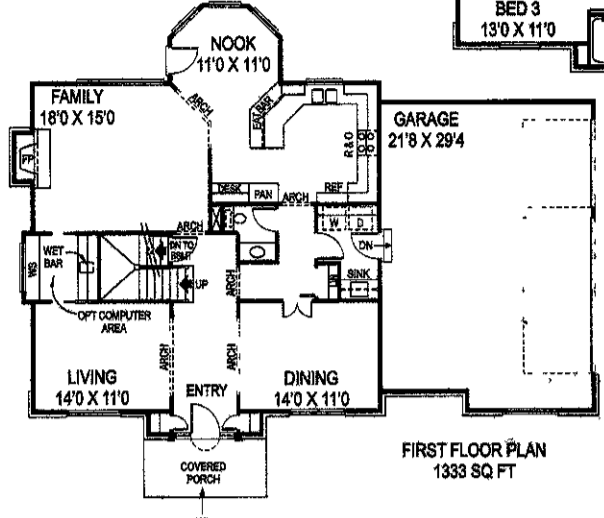 BED 3
13'0 X 11'0
NOOK
11'0 X 11'0
FAMILY
18'0 X 15'0
ARCH
EATBAR
GARAGE
21'8 X 29'4
R&O
FP
DESK
PAN
ARCH
REF
ARCH
W
D
WET
BAR
WS
DN TO
BSMT
DN
UP
ARCH
SINK
OPT COMPUTER
AREA
ARCH
ARCH
LIVING
14'0 X 11'0
ENTRY
DINING
14'0 X 11'0
COVERED
PORCH
FIRST FLOOR PLAN
1333 SQ FT